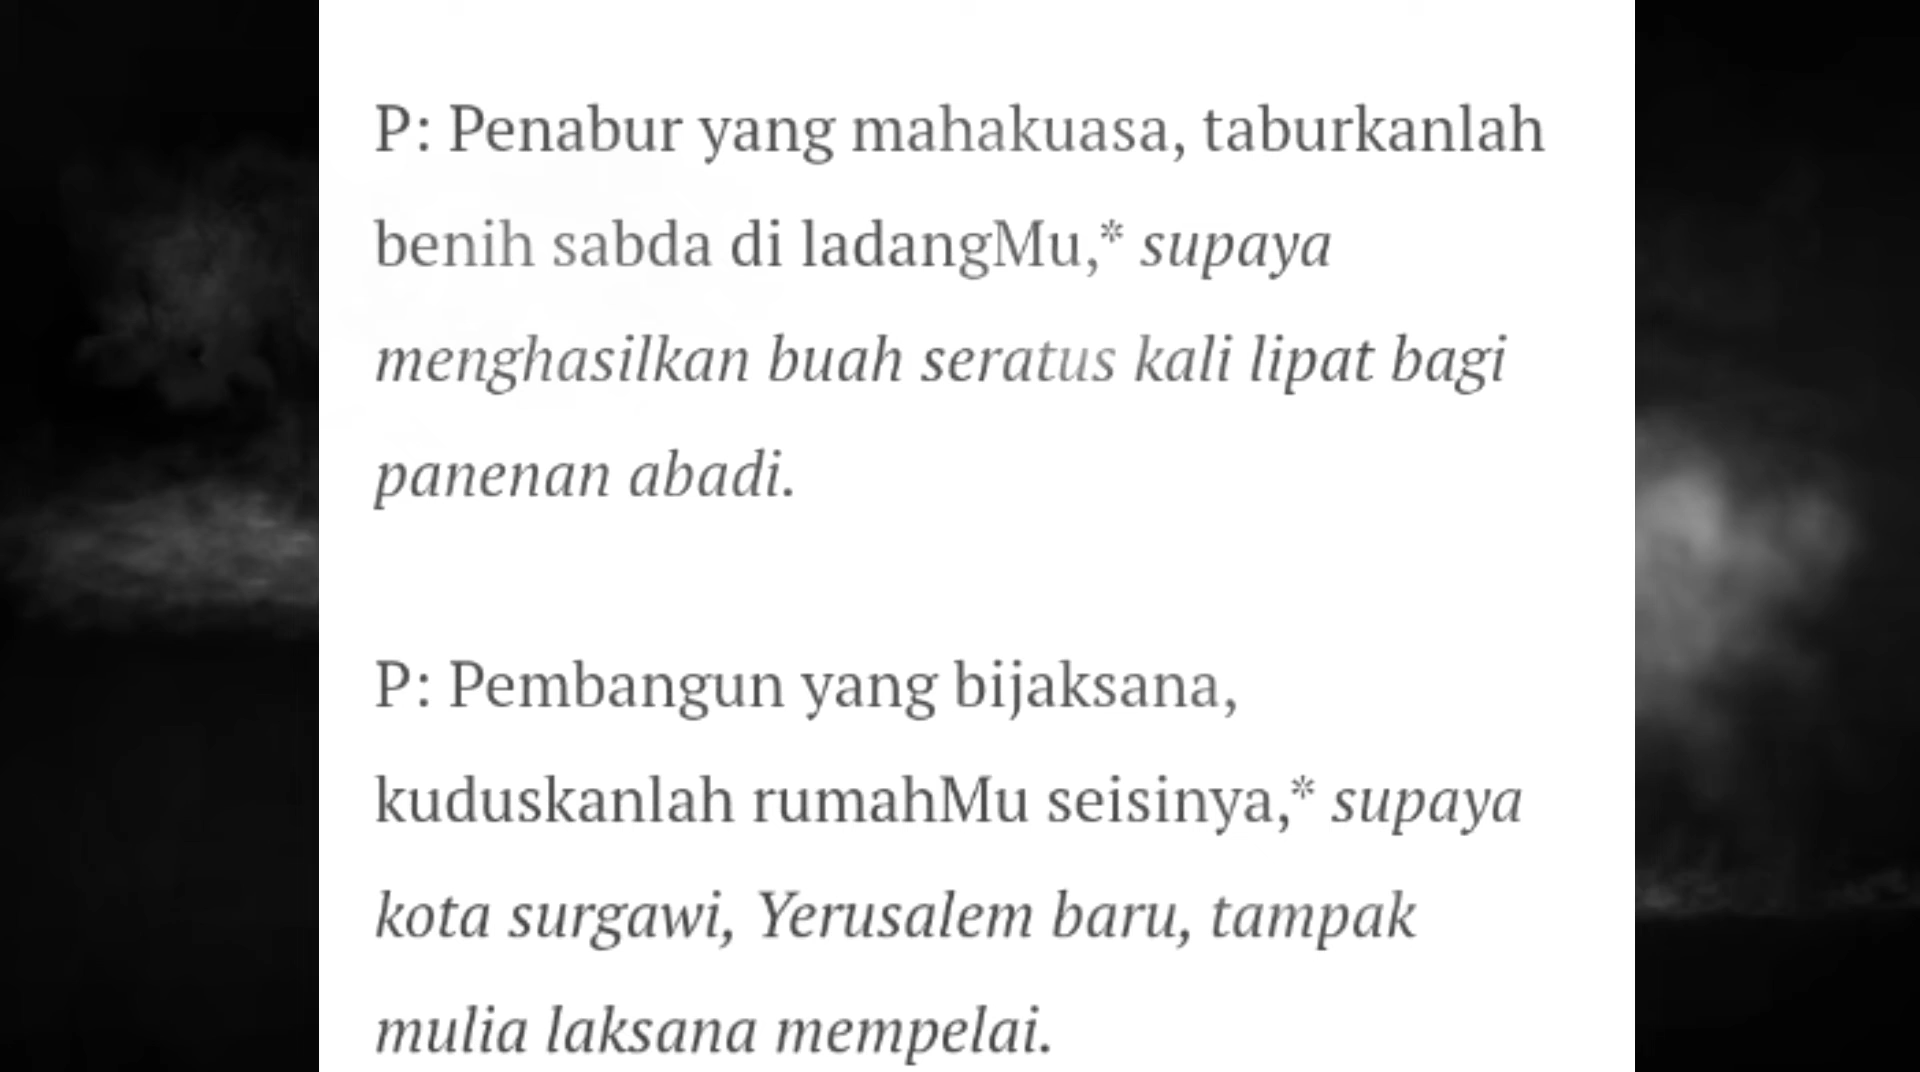 P: Penabur yang mahakuasa, taburkanlah
benih sabda di ladangMu,* supaya
menghasilkan buah seratus kali lipat bagi
panenan abadi.
P: Pembangun yang bijaksana,
kuduskanlah rumahMu seisinya,* supaya
kota surgawi, Yerusalem baru, tampak
mulia laksana mempelai.